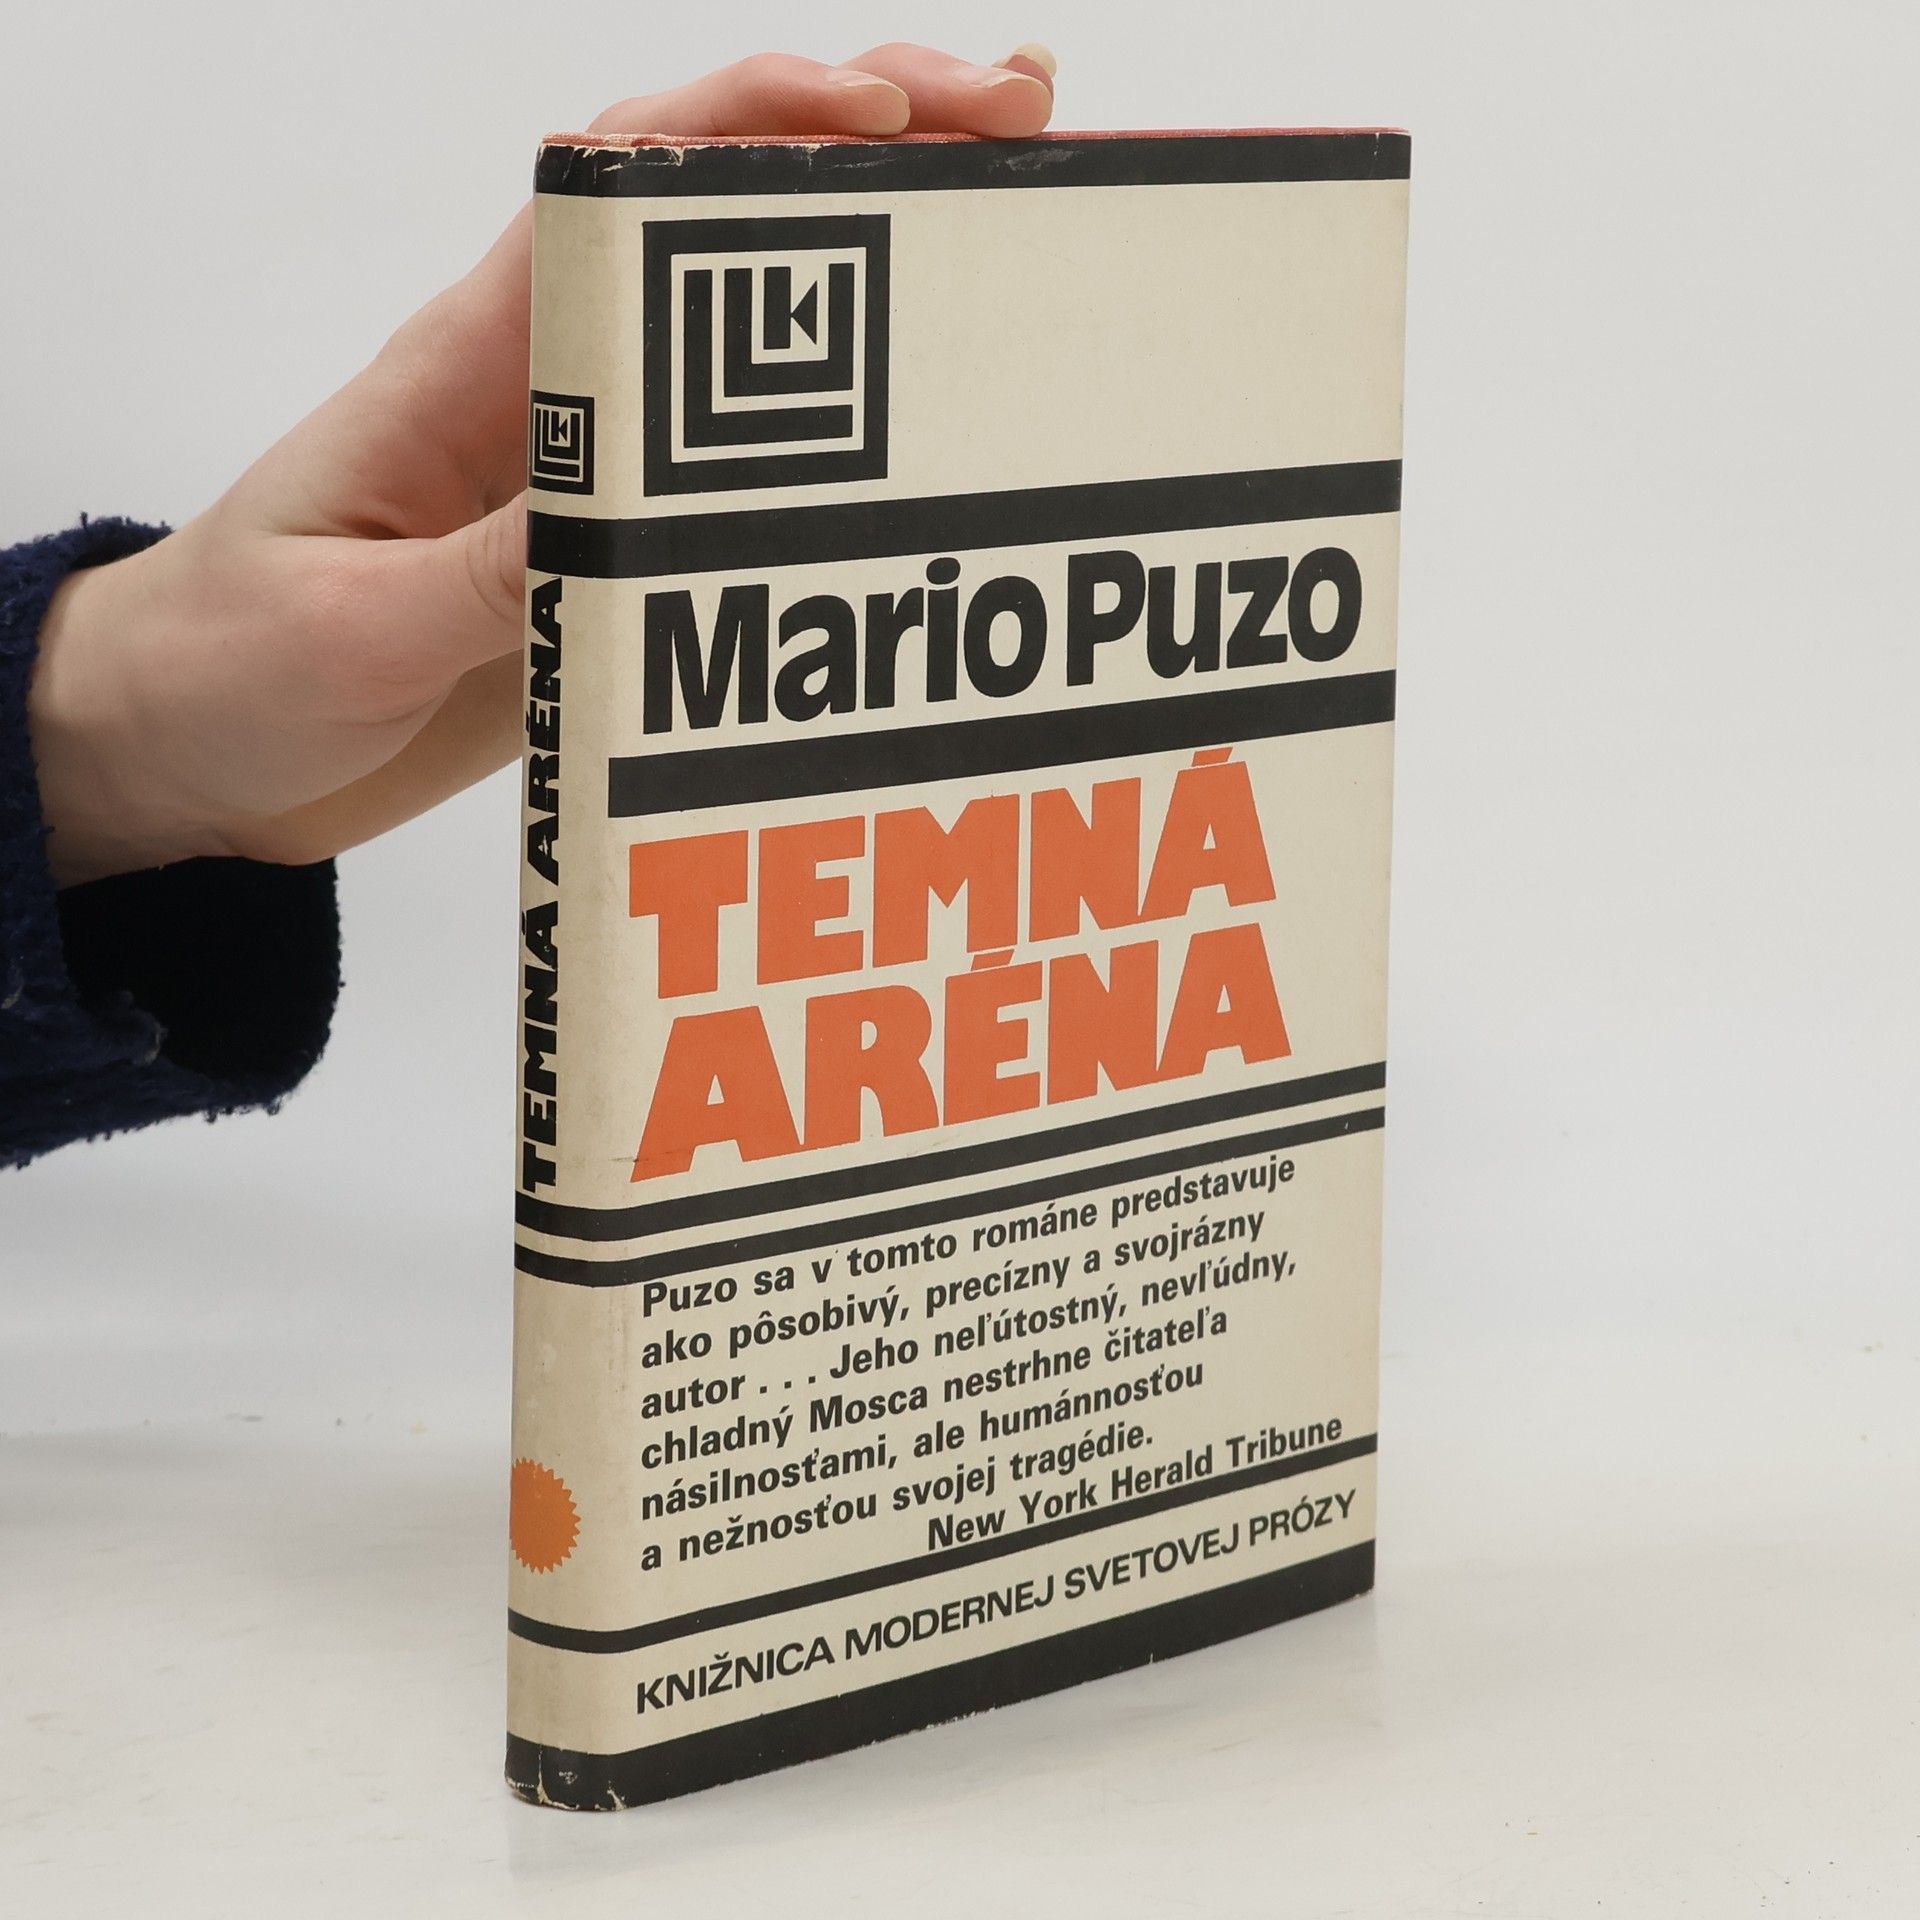 LUK
Mario Puzo
TEMNÁ
ARÉNA
Puzo sa v tomto románe predstavuje
ako pôsobivý, precízny a svojrázny
autor . . . Jeho neľútostný, nevľúdny,
chladný Mosca nestrhne čitateľa
násilnosťami, ale humánnosťou
a nežnosťou svojej tragédie.
New York Herald Tribune
KNIŽNICA MODERNEJ SVETOVEJ PRÓZY
TEMNÁ ARÉNA